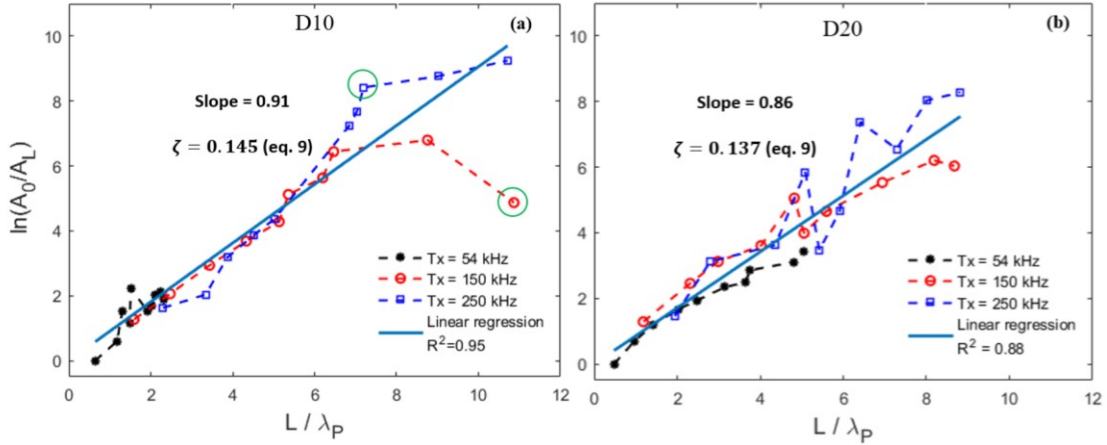 D10
(a)
Slope = 0.91
ζ = 0.145 (eq. 9)
ln(A₀/A_L)
10
8
6
4
2
0
Tx = 54 kHz
Tx = 150 kHz
Tx = 250 kHz
Linear regression
R²=0.95
0 2 4 6 8 10 12
L / λ_P
D20
(b)
Slope = 0.86
ζ = 0.137 (eq. 9)
10
8
6
4
2
0
Tx = 54 kHz
Tx = 150 kHz
Tx = 250 kHz
Linear regression
R² = 0.88
0 2 4 6 8 10 12
L / λ_P